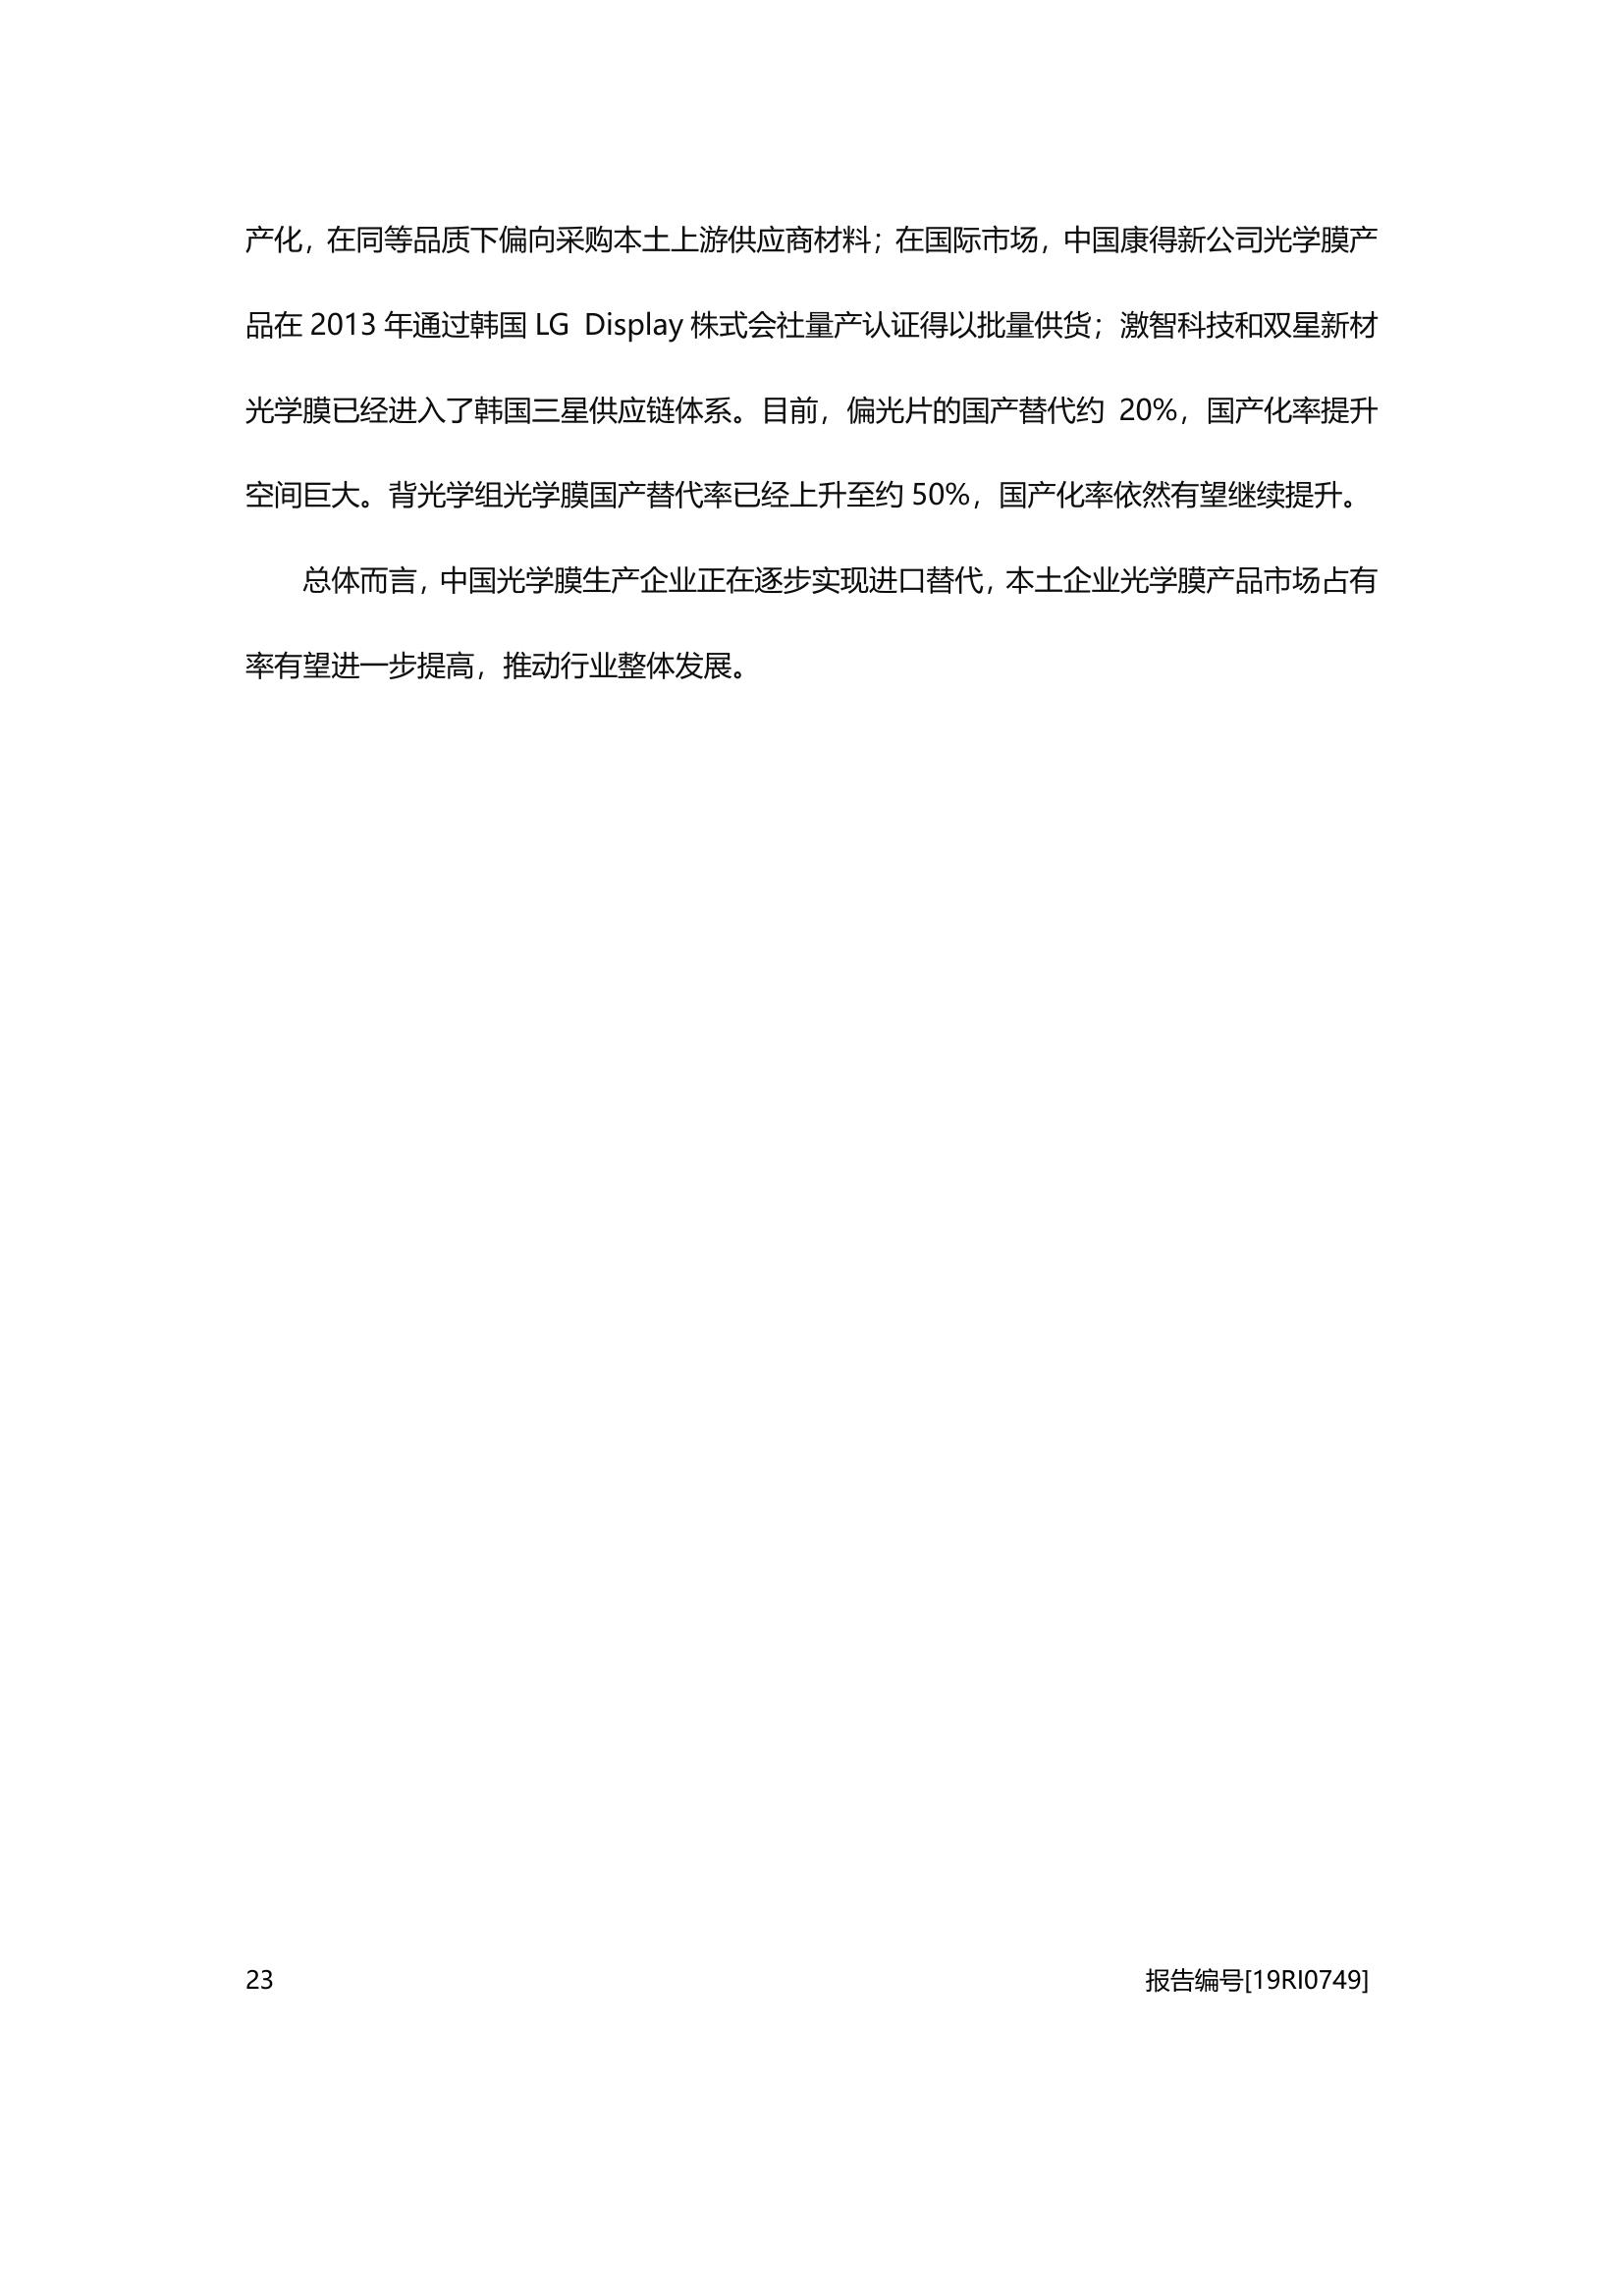 产化，在同等品质下偏向采购本土上游供应商材料；在国际市场，中国康得新公司光学膜产
品在 2013 年通过韩国 LG Display 株式会社量产认证得以批量供货；激智科技和双星新材
光学膜已经进入了韩国三星供应链体系。目前，偏光片的国产替代约 20%，国产化率提升
空间巨大。背光学组光学膜国产替代率已经上升至约 50%，国产化率依然有望继续提升。
总体而言，中国光学膜生产企业正在逐步实现进口替代，本土企业光学膜产品市场占有
率有望进一步提高，推动行业整体发展。
23 报告编号[19RI0749]